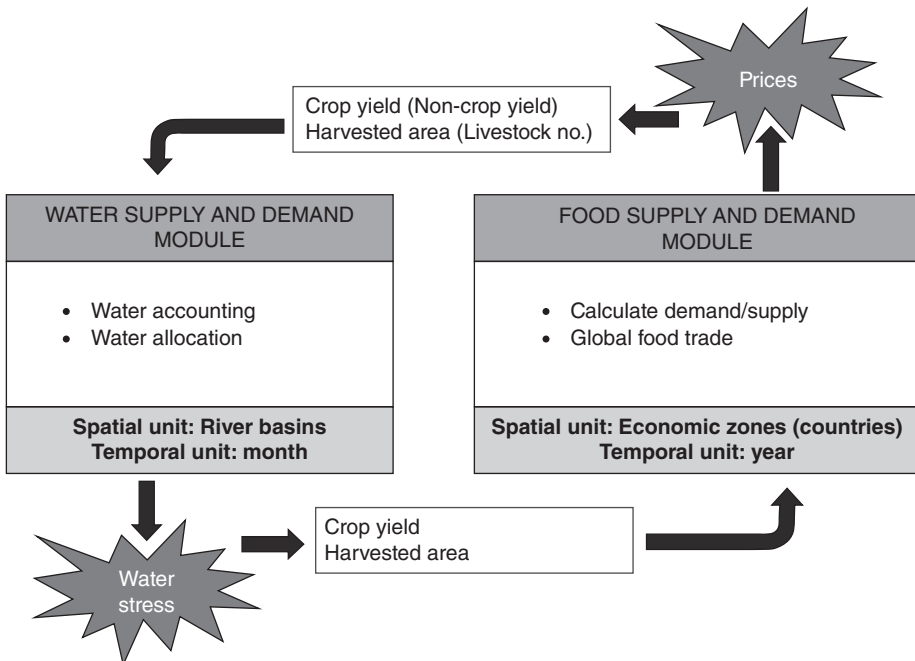 Prices
Crop yield (Non-crop yield)
Harvested area (Livestock no.)
WATER SUPPLY AND DEMAND
MODULE
• Water accounting
• Water allocation
Spatial unit: River basins
Temporal unit: month
FOOD SUPPLY AND DEMAND
MODULE
• Calculate demand/supply
• Global food trade
Spatial unit: Economic zones (countries)
Temporal unit: year
Water
stress
Crop yield
Harvested area